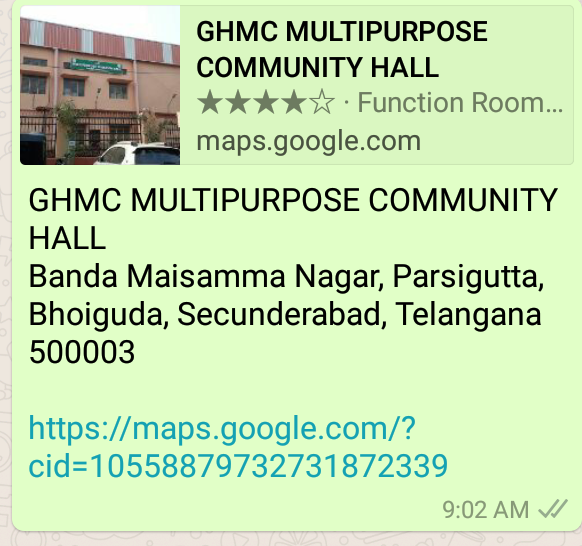 GHMC MULTIPURPOSE
COMMUNITY HALL
★★★★☆ · Function Room...
maps.google.com
GHMC MULTIPURPOSE COMMUNITY
HALL
Banda Maisamma Nagar, Parsigutta,
Bhoiguda, Secunderabad, Telangana
500003
https://maps.google.com/?
cid=10558879732731872339
9:02 AM